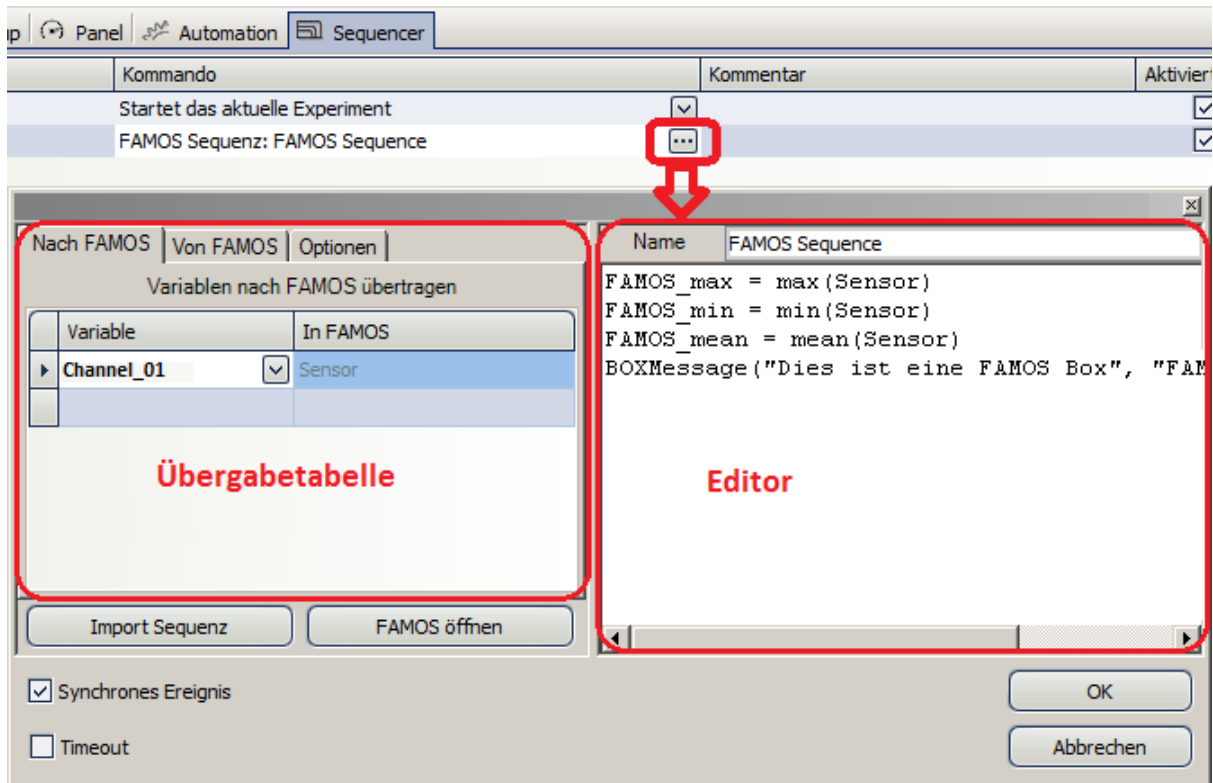 up Panel Automation Sequencer
Kommando Kommentar Aktiviert
Startet das aktuelle Experiment
FAMOS Sequenz: FAMOS Sequence
Nach FAMOS Von FAMOS Optionen
Variablen nach FAMOS übertragen
Variable In FAMOS
Channel_01 Sensor
Übergabetabelle
Import Sequenz FAMOS öffnen
Name FAMOS Sequence
FAMOS_max = max(Sensor)
FAMOS_min = min(Sensor)
FAMOS_mean = mean(Sensor)
BOXMessage("Dies ist eine FAMOS Box", "FAM
Editor
Synchrones Ereignis
OK
Timeout
Abbrechen